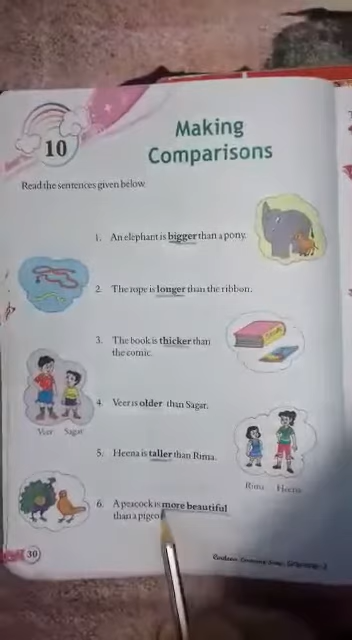 10
Making
Comparisons
Read the sentences given below.
1. An elephant is bigger than a pony.
2. The rope is longer than the ribbon.
3. The book is thicker than
the comic.
4. Veer is older than Sagar.
Veer Sagar
5. Heena is taller than Rima.
Rima Heena
6. A peacock is more beautiful
than a
30
Grammar-2